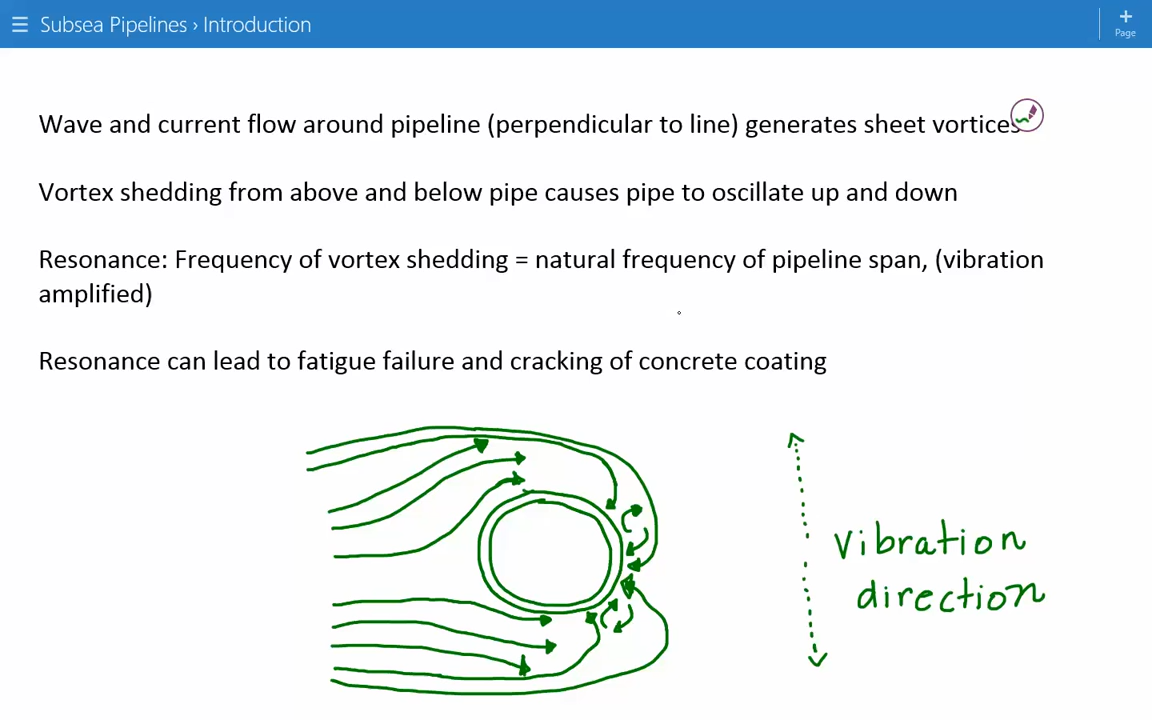 Subsea Pipelines › Introduction
Page
Wave and current flow around pipeline (perpendicular to line) generates sheet vortices
Vortex shedding from above and below pipe causes pipe to oscillate up and down
Resonance: Frequency of vortex shedding = natural frequency of pipeline span, (vibration
amplified)
Resonance can lead to fatigue failure and cracking of concrete coating
vibration
direction